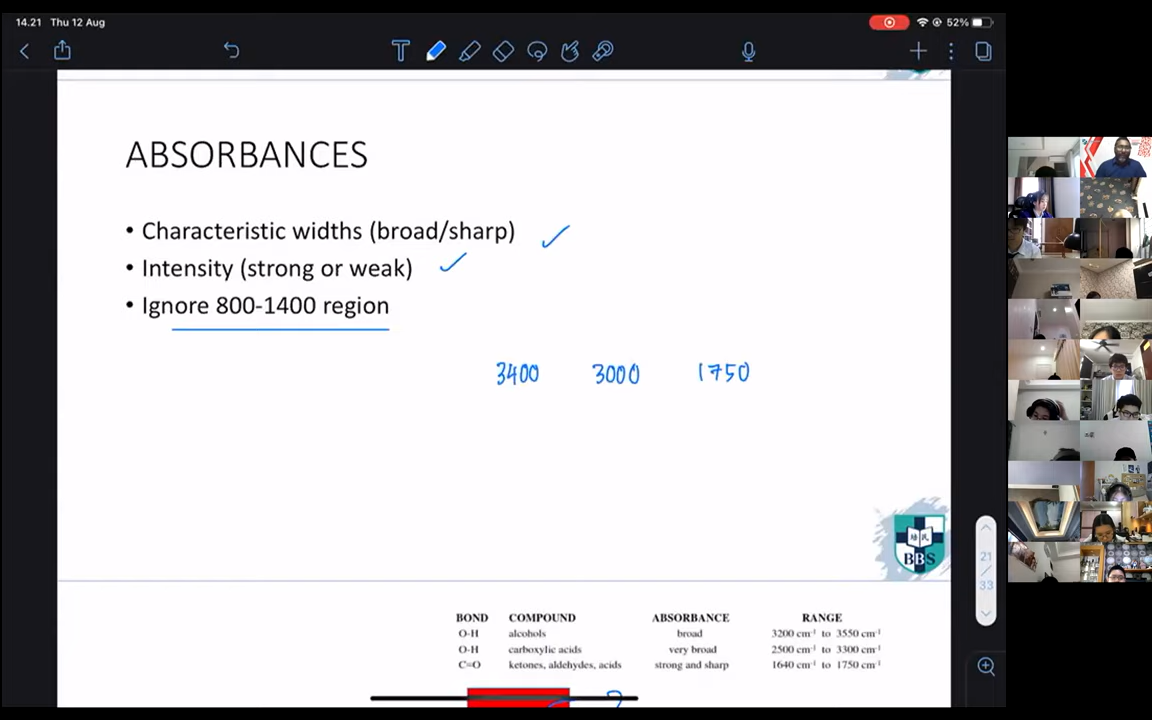 14.21 Thu 12 Aug
52%
ABSORBANCES
• Characteristic widths (broad/sharp)
• Intensity (strong or weak)
• Ignore 800-1400 region
3400 3000 1750
培民
BBS
21
/
33
BOND COMPOUND ABSORBANCE RANGE
O-H alcohols broad 3200 cm⁻¹ to 3550 cm⁻¹
O-H carboxylic acids very broad 2500 cm⁻¹ to 3300 cm⁻¹
C=O ketones, aldehydes, acids strong and sharp 1640 cm⁻¹ to 1750 cm⁻¹